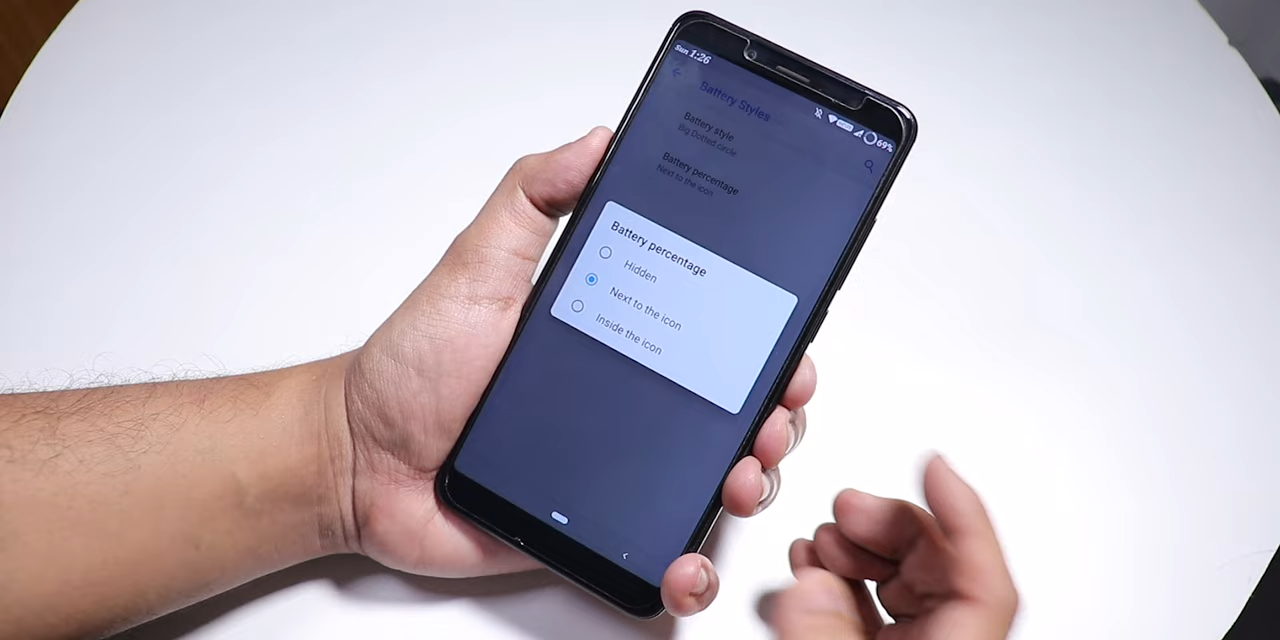 Sun 1:26
69%
Battery Styles
Battery style
Big Dotted circle
Battery percentage
Next to the icon
Battery percentage
Hidden
Next to the icon
Inside the icon